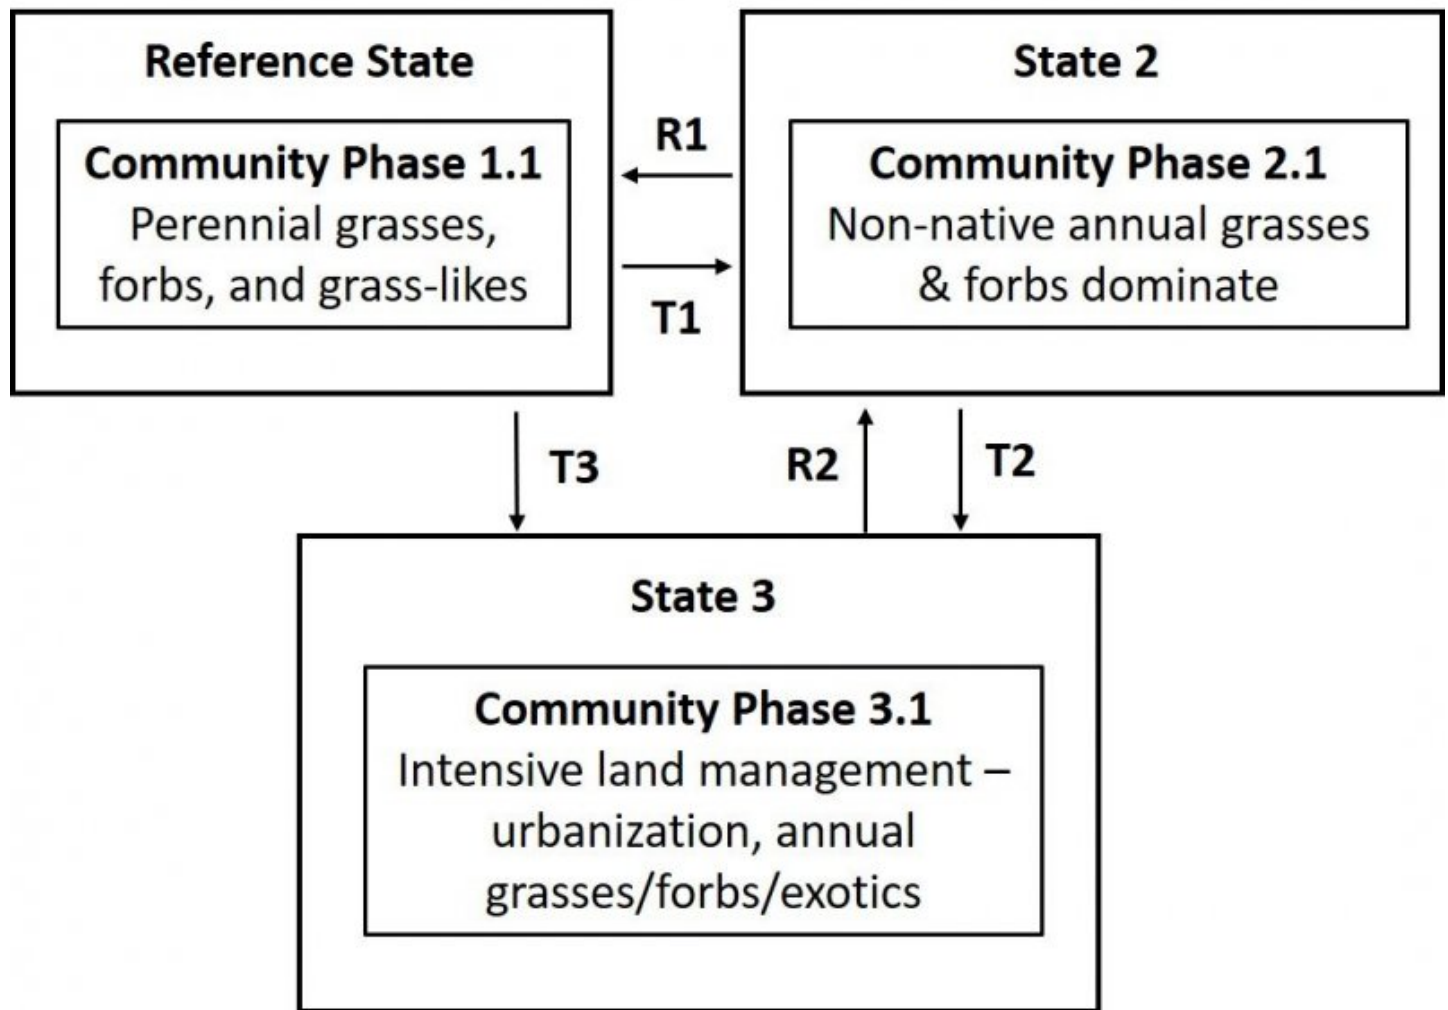 Reference State
Community Phase 1.1
Perennial grasses,
forbs, and grass-likes
R1
T1
State 2
Community Phase 2.1
Non-native annual grasses
& forbs dominate
T3
R2
T2
State 3
Community Phase 3.1
Intensive land management –
urbanization, annual
grasses/forbs/exotics